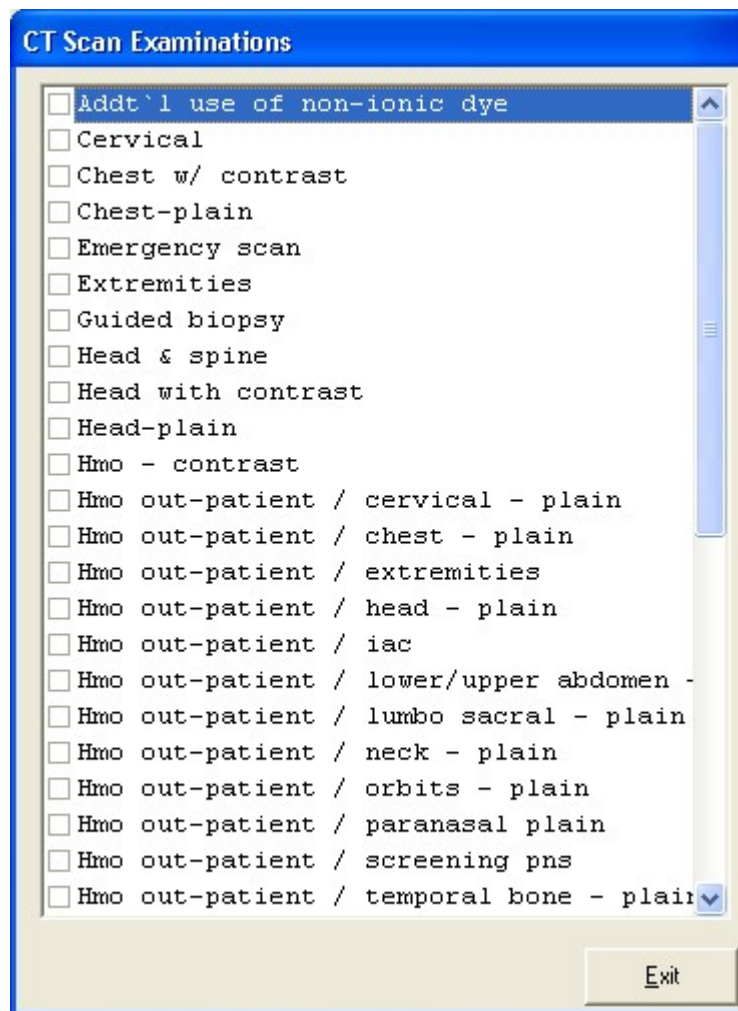 CT Scan Examinations
Addt`l use of non-ionic dye
Cervical
Chest w/ contrast
Chest-plain
Emergency scan
Extremities
Guided biopsy
Head & spine
Head with contrast
Head-plain
Hmo - contrast
Hmo out-patient / cervical - plain
Hmo out-patient / chest - plain
Hmo out-patient / extremities
Hmo out-patient / head - plain
Hmo out-patient / iac
Hmo out-patient / lower/upper abdomen -
Hmo out-patient / lumbo sacral - plain
Hmo out-patient / neck - plain
Hmo out-patient / orbits - plain
Hmo out-patient / paranasal plain
Hmo out-patient / screening pns
Hmo out-patient / temporal bone - plain
Exit